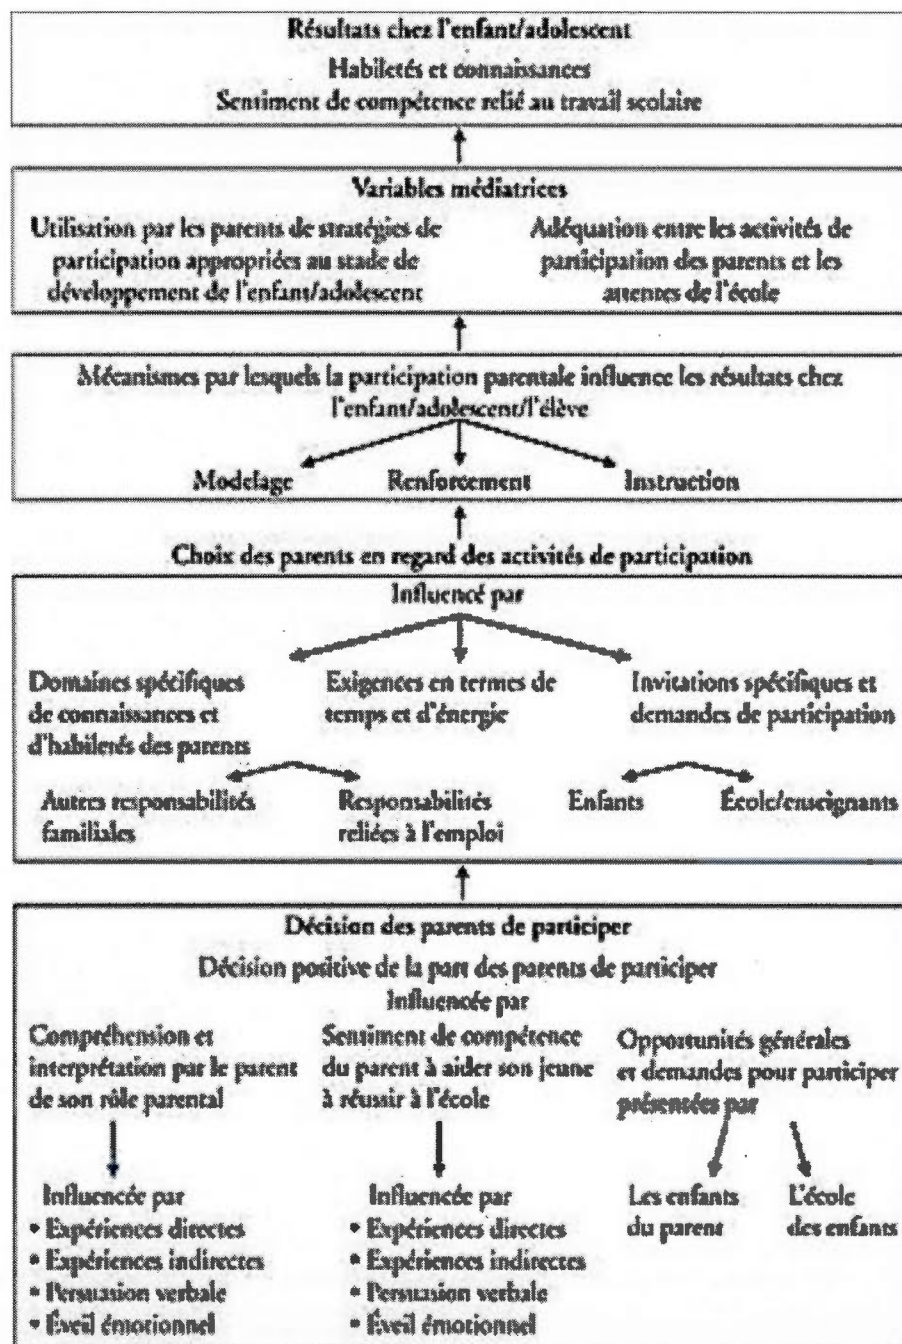 Résultats chez l'enfant/adolescent
Habiletés et connaissances
Sentiment de compétence relié au travail scolaire
Variables médiatrices
Utilisation par les parents de stratégies de
participation appropriées au stade de
développement de l'enfant/adolescent
Adéquation entre les activités de
participation des parents et les
attentes de l'école
Mécanismes par lesquels la participation parentale influence les résultats chez
l'enfant/adolescent/l'élève
Modelage
Renforcement
Instruction
Choix des parents en regard des activités de participation
Influencé par
Domaines spécifiques
de connaissances et
d'habiletés des parents
Exigences en termes de
temps et d'énergie
Invitations spécifiques et
demandes de participation
Autres responsabilités
familiales
Responsabilités
reliées à l'emploi
Enfants
École/enseignants
Décision des parents de participer
Décision positive de la part des parents de participer
Influencée par
Compréhension et
interprétation par le parent
de son rôle parental
Sentiment de compétence
du parent à aider son jeune
à réussir à l'école
Opportunités générales
et demandes pour participer
présentées par
Influencée par
• Expériences directes
• Expériences indirectes
• Persuasion verbale
• Éveil émotionnel
Influencée par
• Expériences directes
• Expériences indirectes
• Persuasion verbale
• Éveil émotionnel
Les enfants
du parent
L'école
des enfants